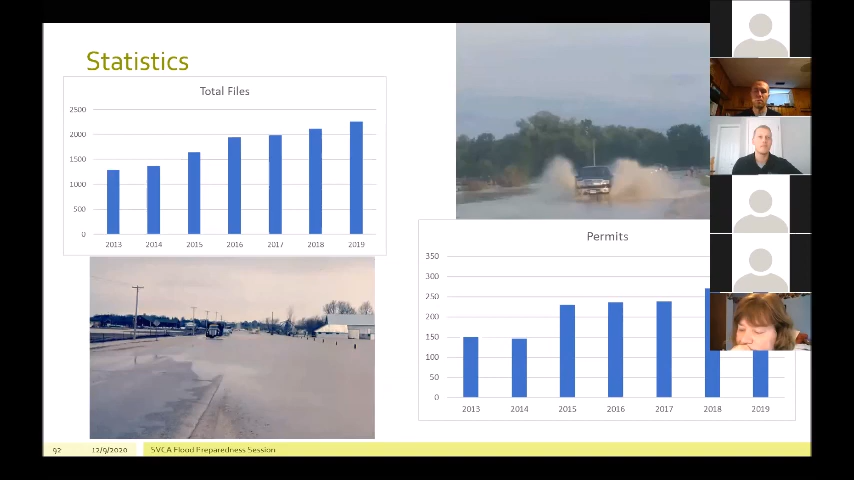 Statistics
Total Files
2500
2000
1500
1000
500
0
2013 2014 2015 2016 2017 2018 2019
Permits
350
300
250
200
150
100
50
0
2013 2014 2015 2016 2017 2018 2019
92 12/9/2020 SVCA Flood Preparedness Session